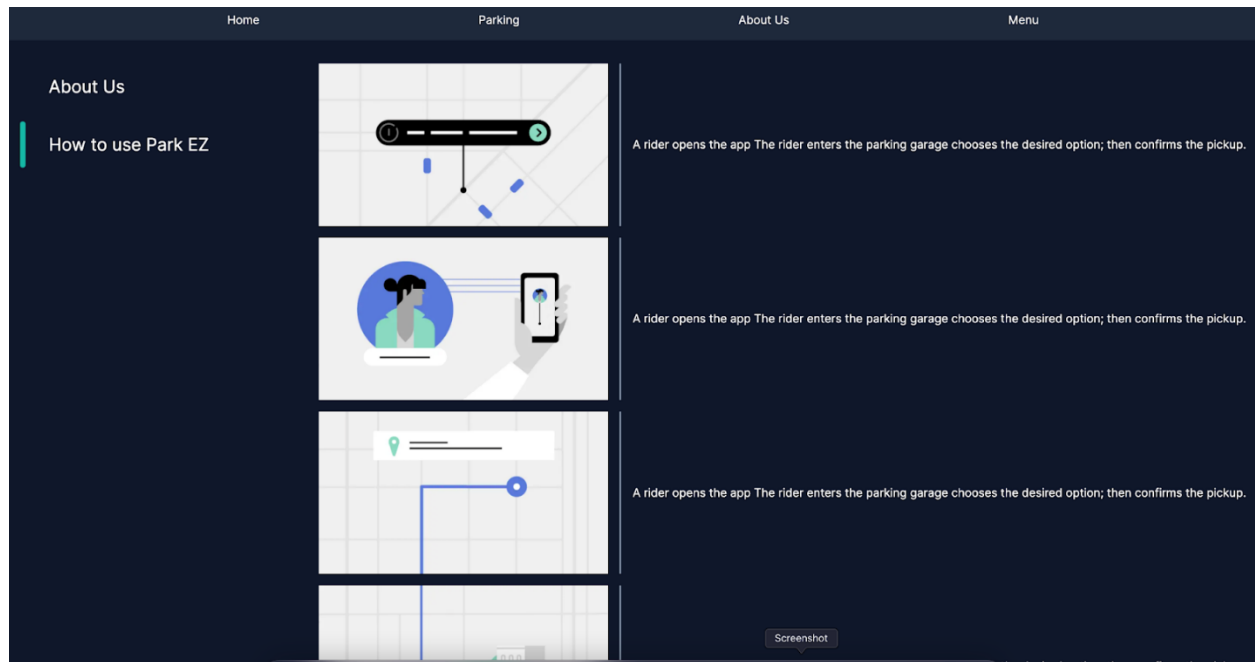 Home
Parking
About Us
Menu
About Us
How to use Park EZ
A rider opens the app The rider enters the parking garage chooses the desired option; then confirms the pickup.
A rider opens the app The rider enters the parking garage chooses the desired option; then confirms the pickup.
A rider opens the app The rider enters the parking garage chooses the desired option; then confirms the pickup.
Screenshot